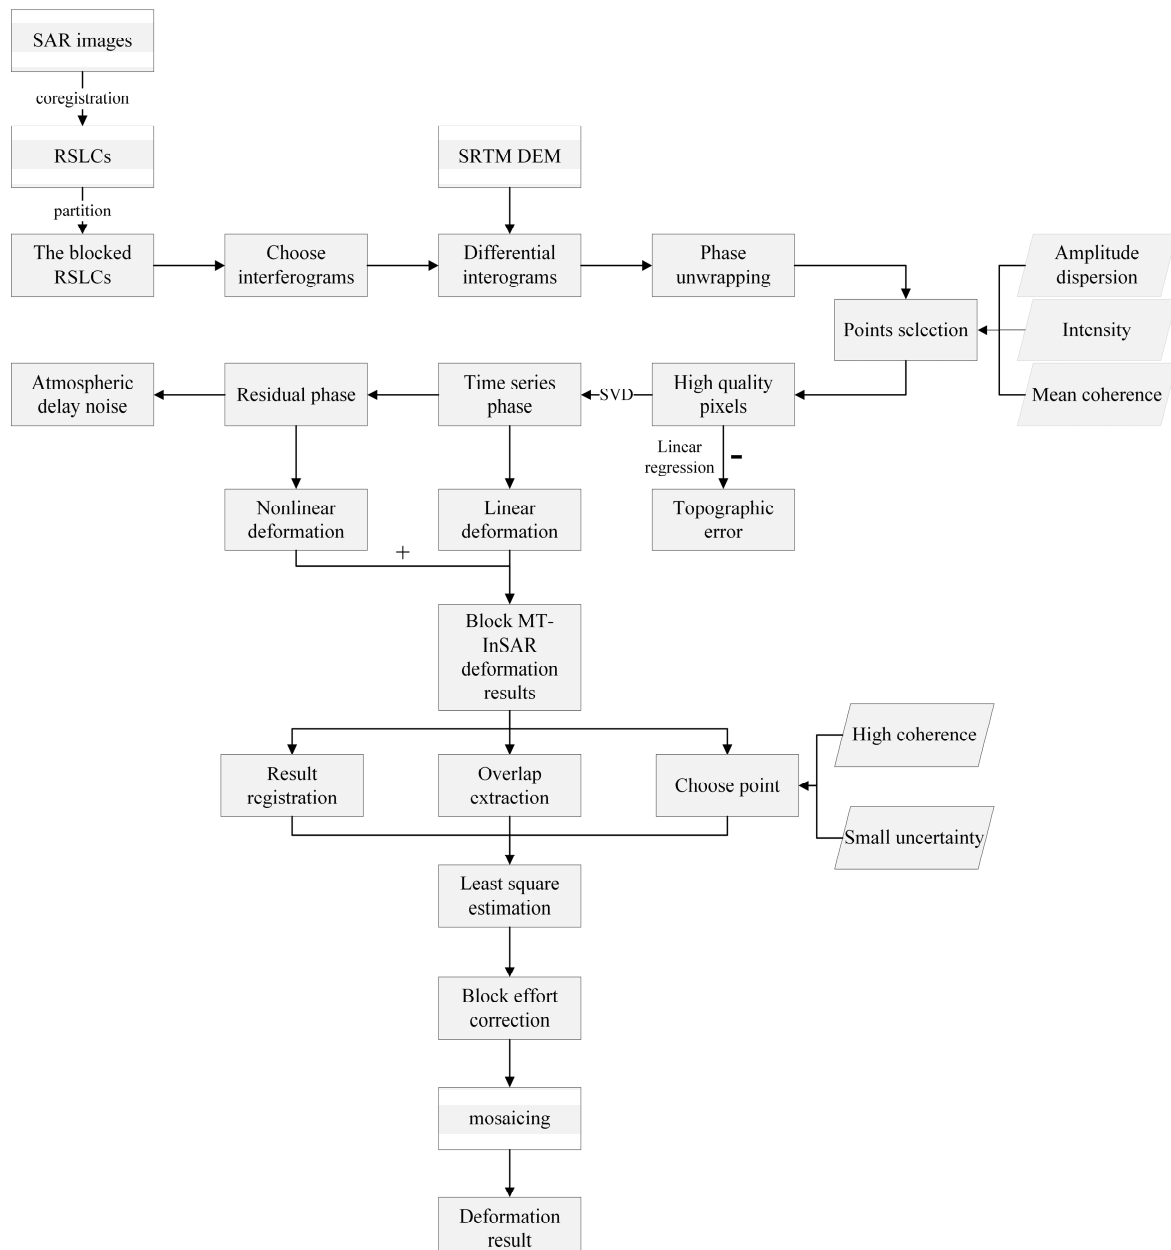 SAR images
coregistration
RSLCs
SRTM DEM
partition
The blocked
RSLCs
Choose
interferograms
Differential
interograms
Phase
unwrapping
Amplitude
dispersion
Points selection
Intensity
Mean coherence
Atmospheric
delay noise
Residual phase
Time series
phase
SVD
High quality
pixels
Linear
regression
-
Nonlinear
deformation
Linear
deformation
Topographic
error
+
Block MT-
InSAR
deformation
results
High coherence
Result
registration
Overlap
extraction
Choose point
Small uncertainty
Least square
estimation
Block effort
correction
mosaicing
Deformation
result